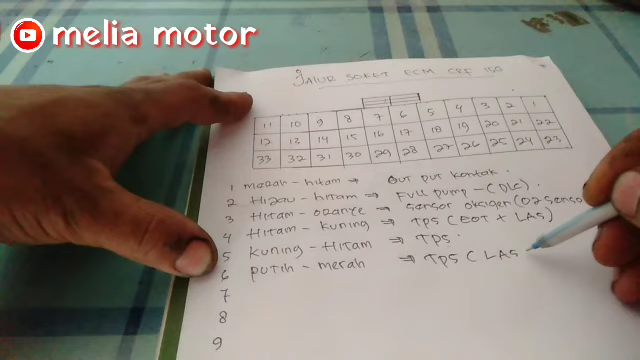 melia motor
JALUR SOKET ECM CRF 150
11 10 9 8 7 6 5 4 3 2 1
12 13 14 15 16 17 18 19 20 21 22
33 32 31 30 29 28 27 26 25 24 23
1 merah - hitam → Out put kontak.
2 Hijau - hitam → Full pump - (DLC).
3 Hitam - oranye → sensor oksigen (O2 senso
4 Hitam - kuning → TPS (EOT + LAS)
5 kuning - Hitam → TPS.
6 putih - merah → TPS ( LAS
7
8
9